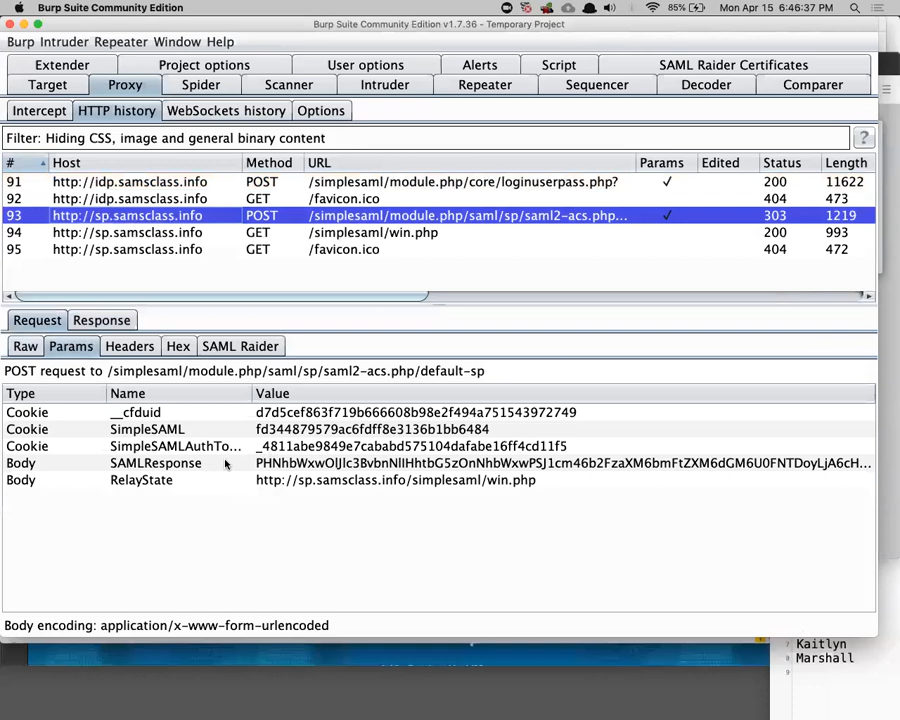 Burp Suite Community Edition 85% Mon Apr 15 6:46:37 PM
Burp Suite Community Edition v1.7.36 - Temporary Project
Burp Intruder Repeater Window Help
Extender Project options User options Alerts Script SAML Raider Certificates
Target Proxy Spider Scanner Intruder Repeater Sequencer Decoder Comparer
Intercept HTTP history WebSockets history Options
Filter: Hiding CSS, image and general binary content ?
# Host Method URL Params Edited Status Length
91 http://idp.samsclass.info POST /simplesaml/module.php/core/loginuserpass.php? ✓ 200 11622
92 http://idp.samsclass.info GET /favicon.ico 404 473
93 http://sp.samsclass.info POST /simplesaml/module.php/saml/sp/saml2-acs.php... ✓ 303 1219
94 http://sp.samsclass.info GET /simplesaml/win.php 200 993
95 http://sp.samsclass.info GET /favicon.ico 404 472
Request Response
Raw Params Headers Hex SAML Raider
POST request to /simplesaml/module.php/saml/sp/saml2-acs.php/default-sp
Type Name Value
Cookie __cfduid d7d5cef863f719b666608b98e2f494a751543972749
Cookie SimpleSAML fd344879579ac6fdff8e3136b1bb6484
Cookie SimpleSAMLAuthTo... _4811abe9849e7cababd575104dafabe16ff4cd11f5
Body SAMLResponse
Body RelayState http://sp.samsclass.info/simplesaml/win.php
Body encoding: application/x-www-form-urlencoded
7 Kaitlyn
8 Marshall
9